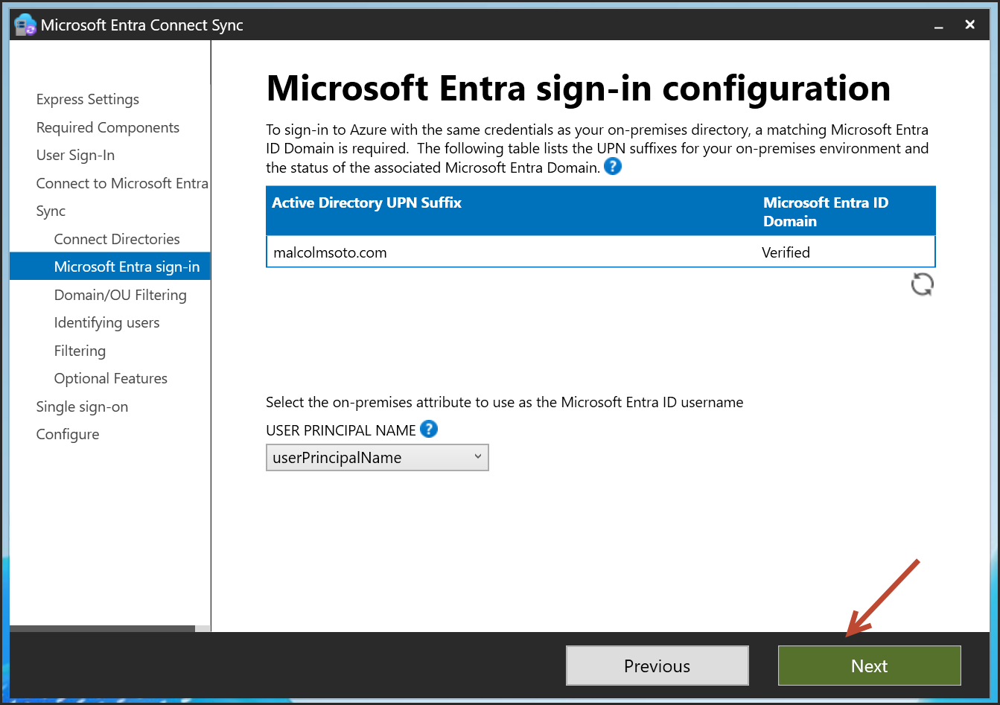 Microsoft Entra Connect Sync
Express Settings
Required Components
User Sign-In
Connect to Microsoft Entra
Sync
Connect Directories
Microsoft Entra sign-in
Domain/OU Filtering
Identifying users
Filtering
Optional Features
Single sign-on
Configure
Microsoft Entra sign-in configuration
To sign-in to Azure with the same credentials as your on-premises directory, a matching Microsoft Entra
ID Domain is required.  The following table lists the UPN suffixes for your on-premises environment and
the status of the associated Microsoft Entra Domain. ?
Active Directory UPN Suffix
Microsoft Entra ID
Domain
malcolmsoto.com
Verified
Select the on-premises attribute to use as the Microsoft Entra ID username
USER PRINCIPAL NAME ?
userPrincipalName
Previous
Next